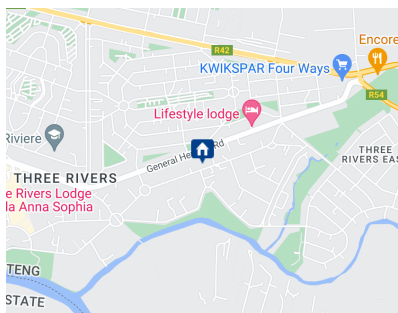 Encore
R42
KWIKSPAR Four Ways
R54
Lifestyle lodge
Riviere
General He Rd
THREE
RIVERS EAS
THREE RIVERS
e Rivers Lodge
la Anna Sophia
TENG
STATE